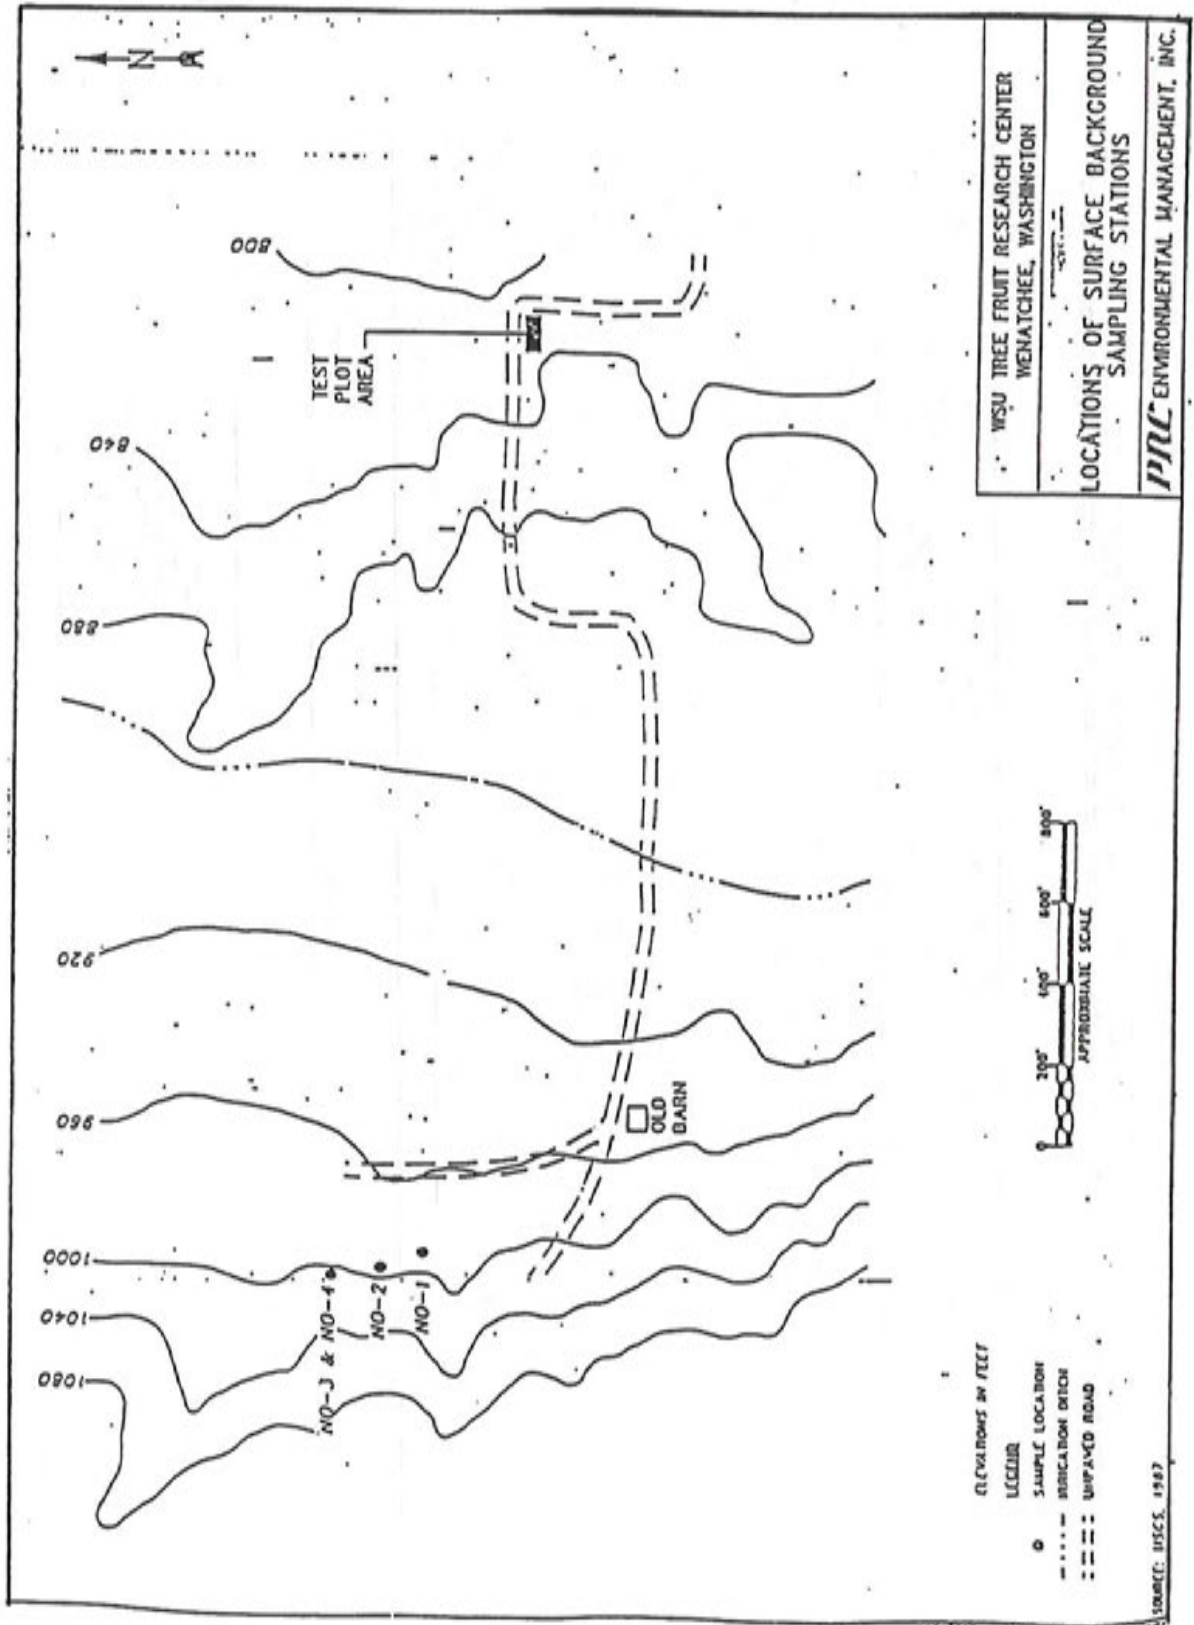 N
800
TEST
PLOT
AREA
840
880
920
960
OLD
BARN
1000
1040
1080
NO-3 & NO-4
NO-2
NO-1
ELEVATIONS IN FEET
LEGEND
SAMPLE LOCATION
IRRIGATION DITCH
UNPAVED ROAD
SOURCE: USGS, 1987
0 200' 400' 600' 800'
APPROXIMATE SCALE
WSU TREE FRUIT RESEARCH CENTER
WENATCHEE, WASHINGTON
LOCATIONS OF SURFACE BACKGROUND
SAMPLING STATIONS
PRC ENVIRONMENTAL MANAGEMENT, INC.